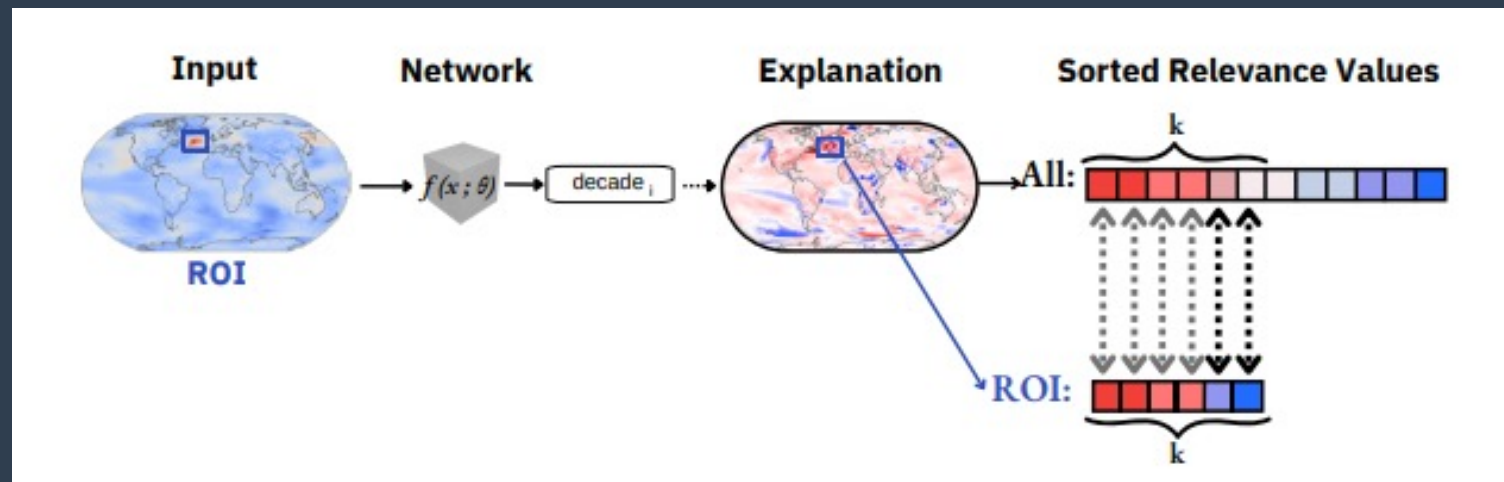 Input
Network
Explanation
Sorted Relevance Values
k
f(x ; θ)
decade i
All:
ROI
ROI:
k